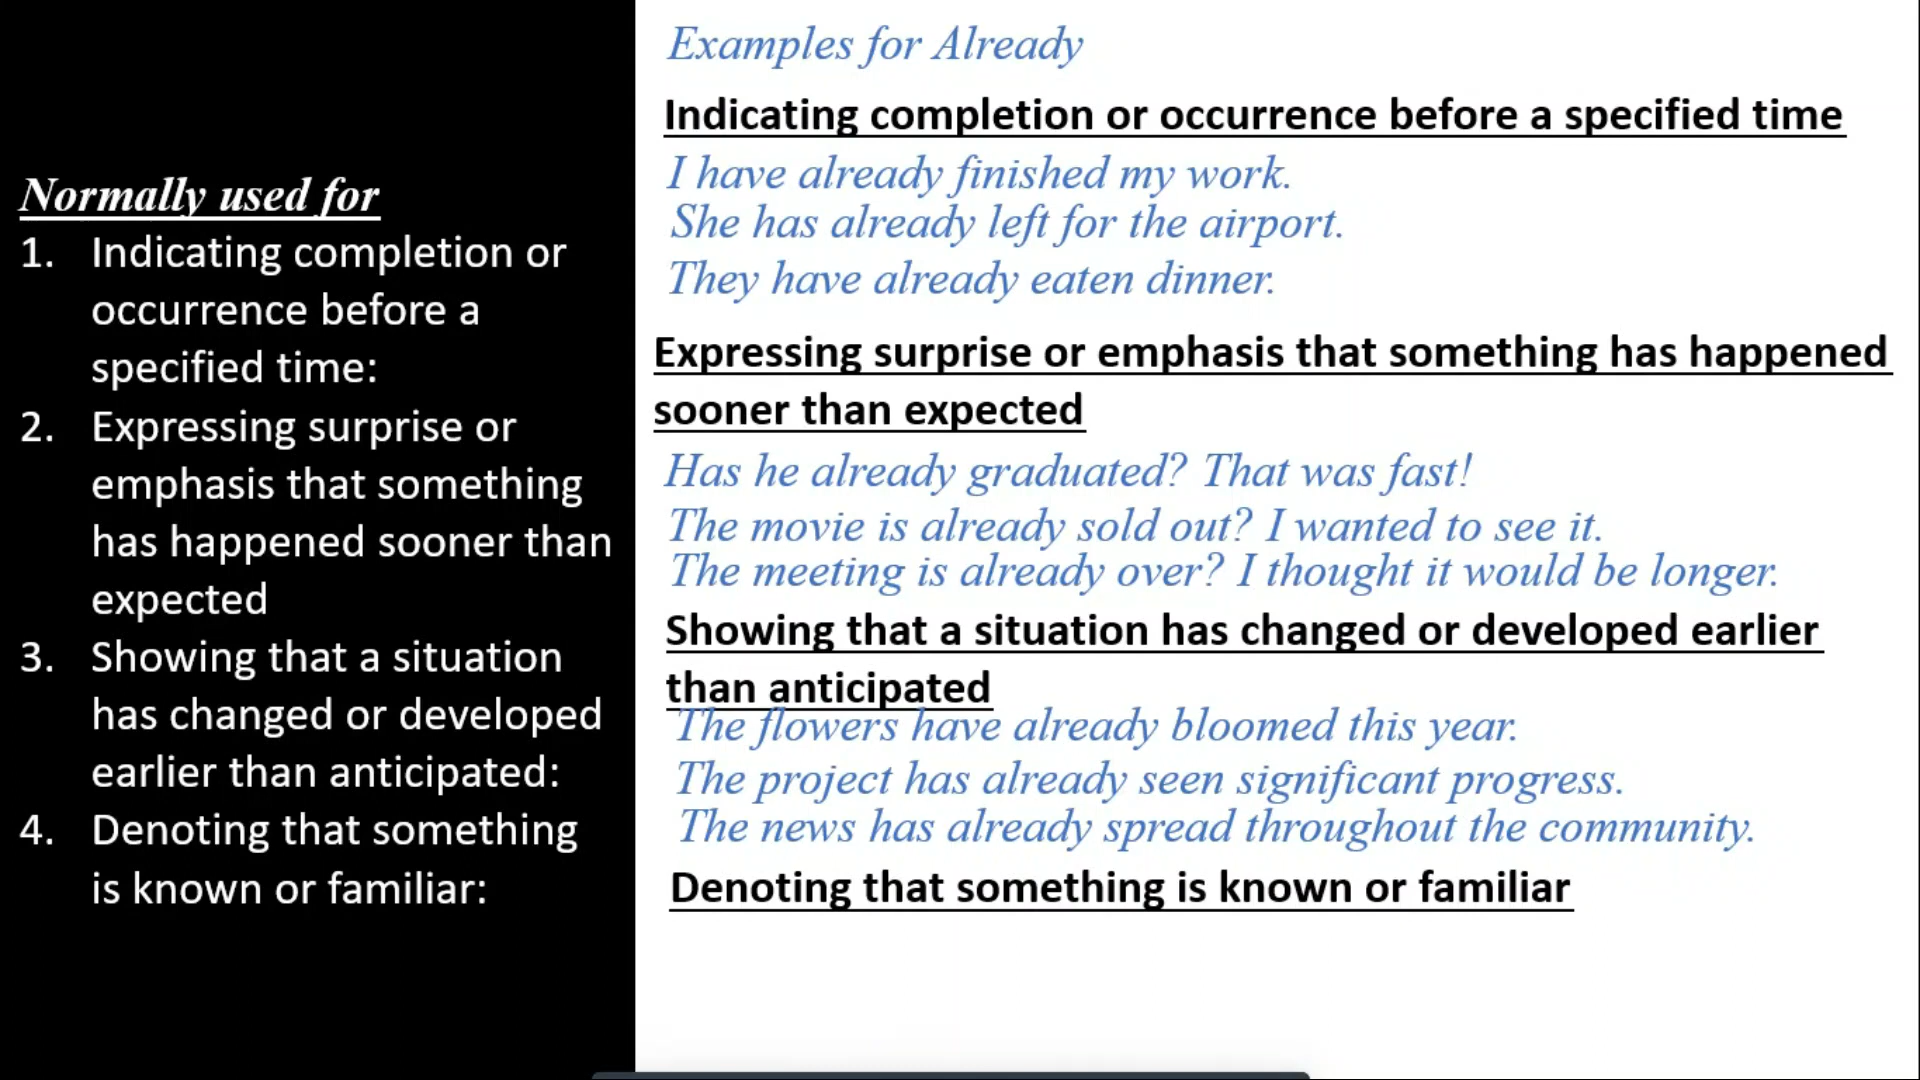 Normally used for
1. Indicating completion or
occurrence before a
specified time:
2. Expressing surprise or
emphasis that something
has happened sooner than
expected
3. Showing that a situation
has changed or developed
earlier than anticipated:
4. Denoting that something
is known or familiar:
Examples for Already
Indicating completion or occurrence before a specified time
I have already finished my work.
She has already left for the airport.
They have already eaten dinner.
Expressing surprise or emphasis that something has happened
sooner than expected
Has he already graduated? That was fast!
The movie is already sold out? I wanted to see it.
The meeting is already over? I thought it would be longer.
Showing that a situation has changed or developed earlier
than anticipated
The flowers have already bloomed this year.
The project has already seen significant progress.
The news has already spread throughout the community.
Denoting that something is known or familiar